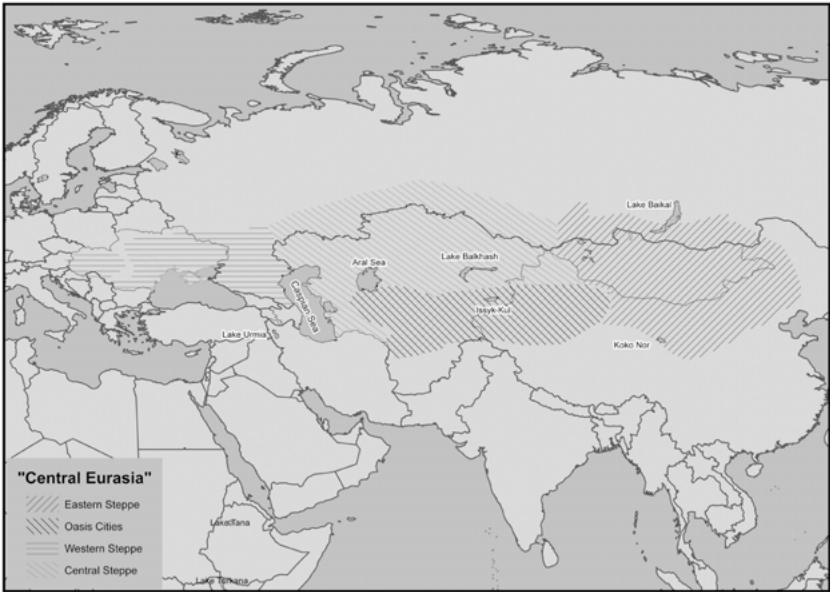 Lake Baikal
Lake Balkhash
Aral Sea
Caspian Sea
Issyk-Kul
Lake Urmia
Koko Nor
"Central Eurasia"
Eastern Steppe
Oasis Cities
Western Steppe
Central Steppe
Lake Tana
Lake Turkana